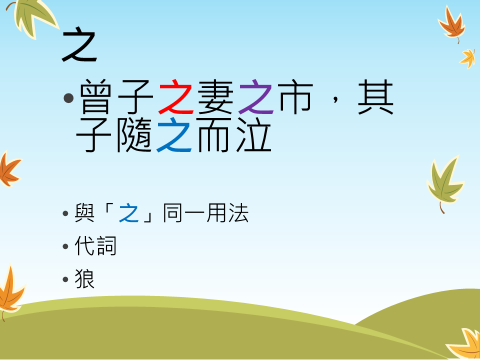 之
•曾子之妻之市，其
子隨之而泣
•與「之」同一用法
•代詞
•狼